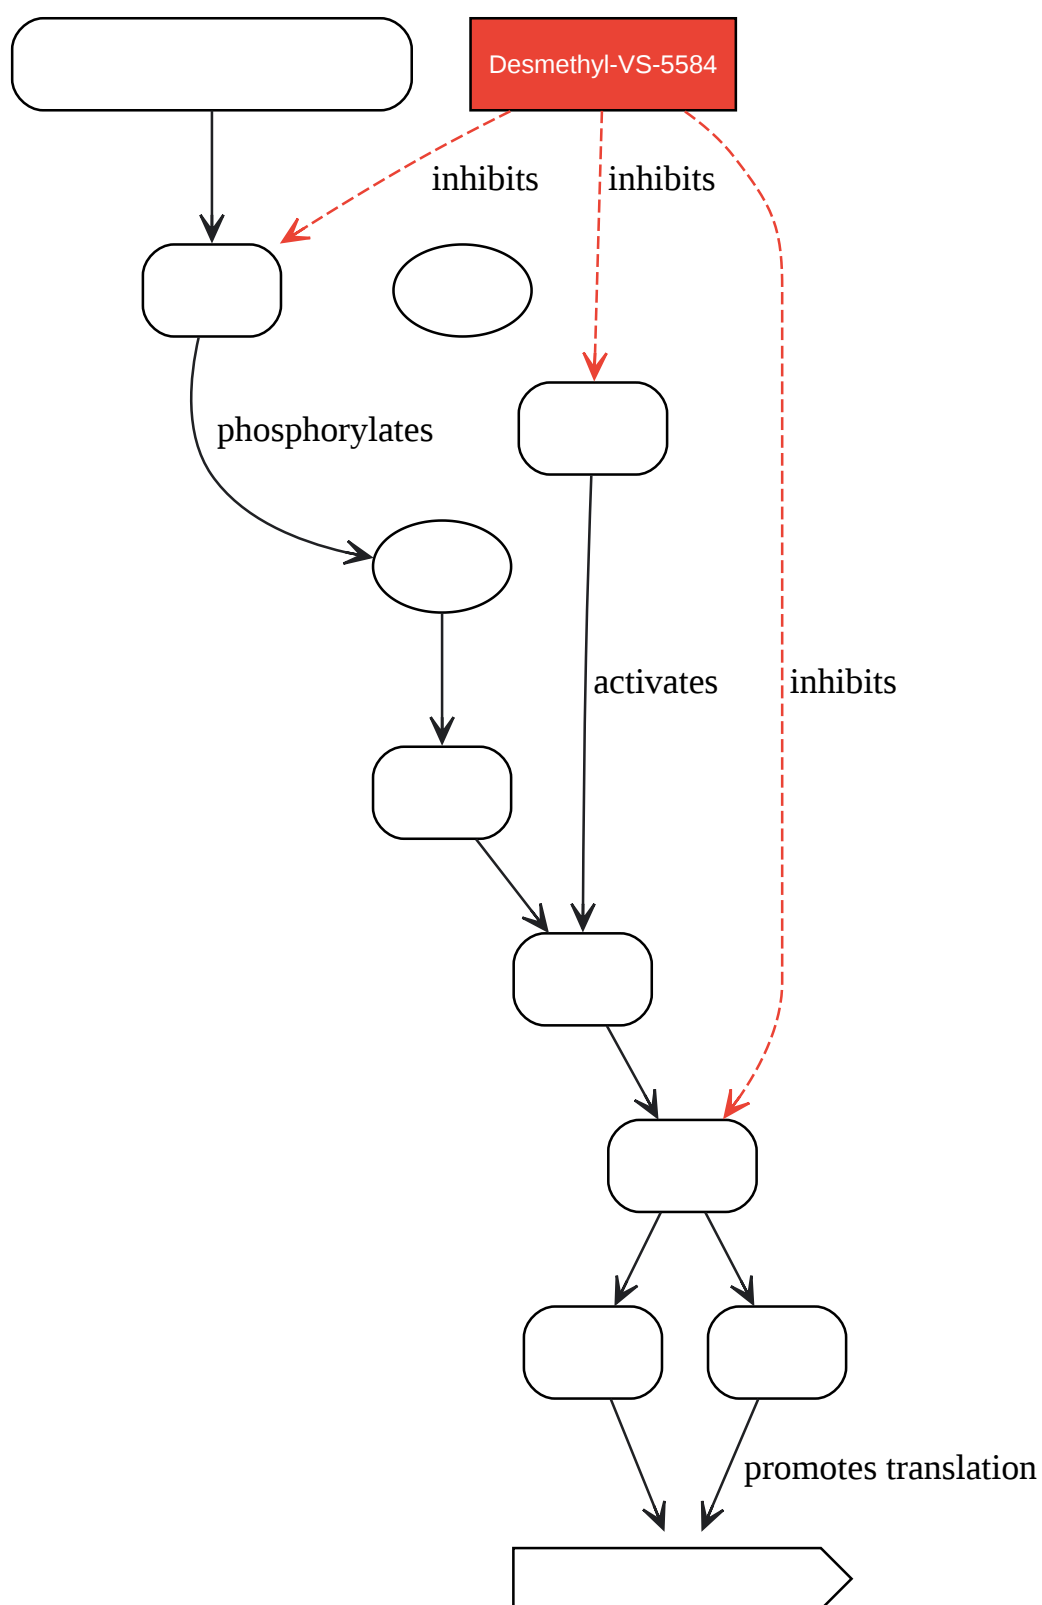 Desmethyl-VS-5584
inhibits
inhibits
phosphorylates
activates
inhibits
promotes translation